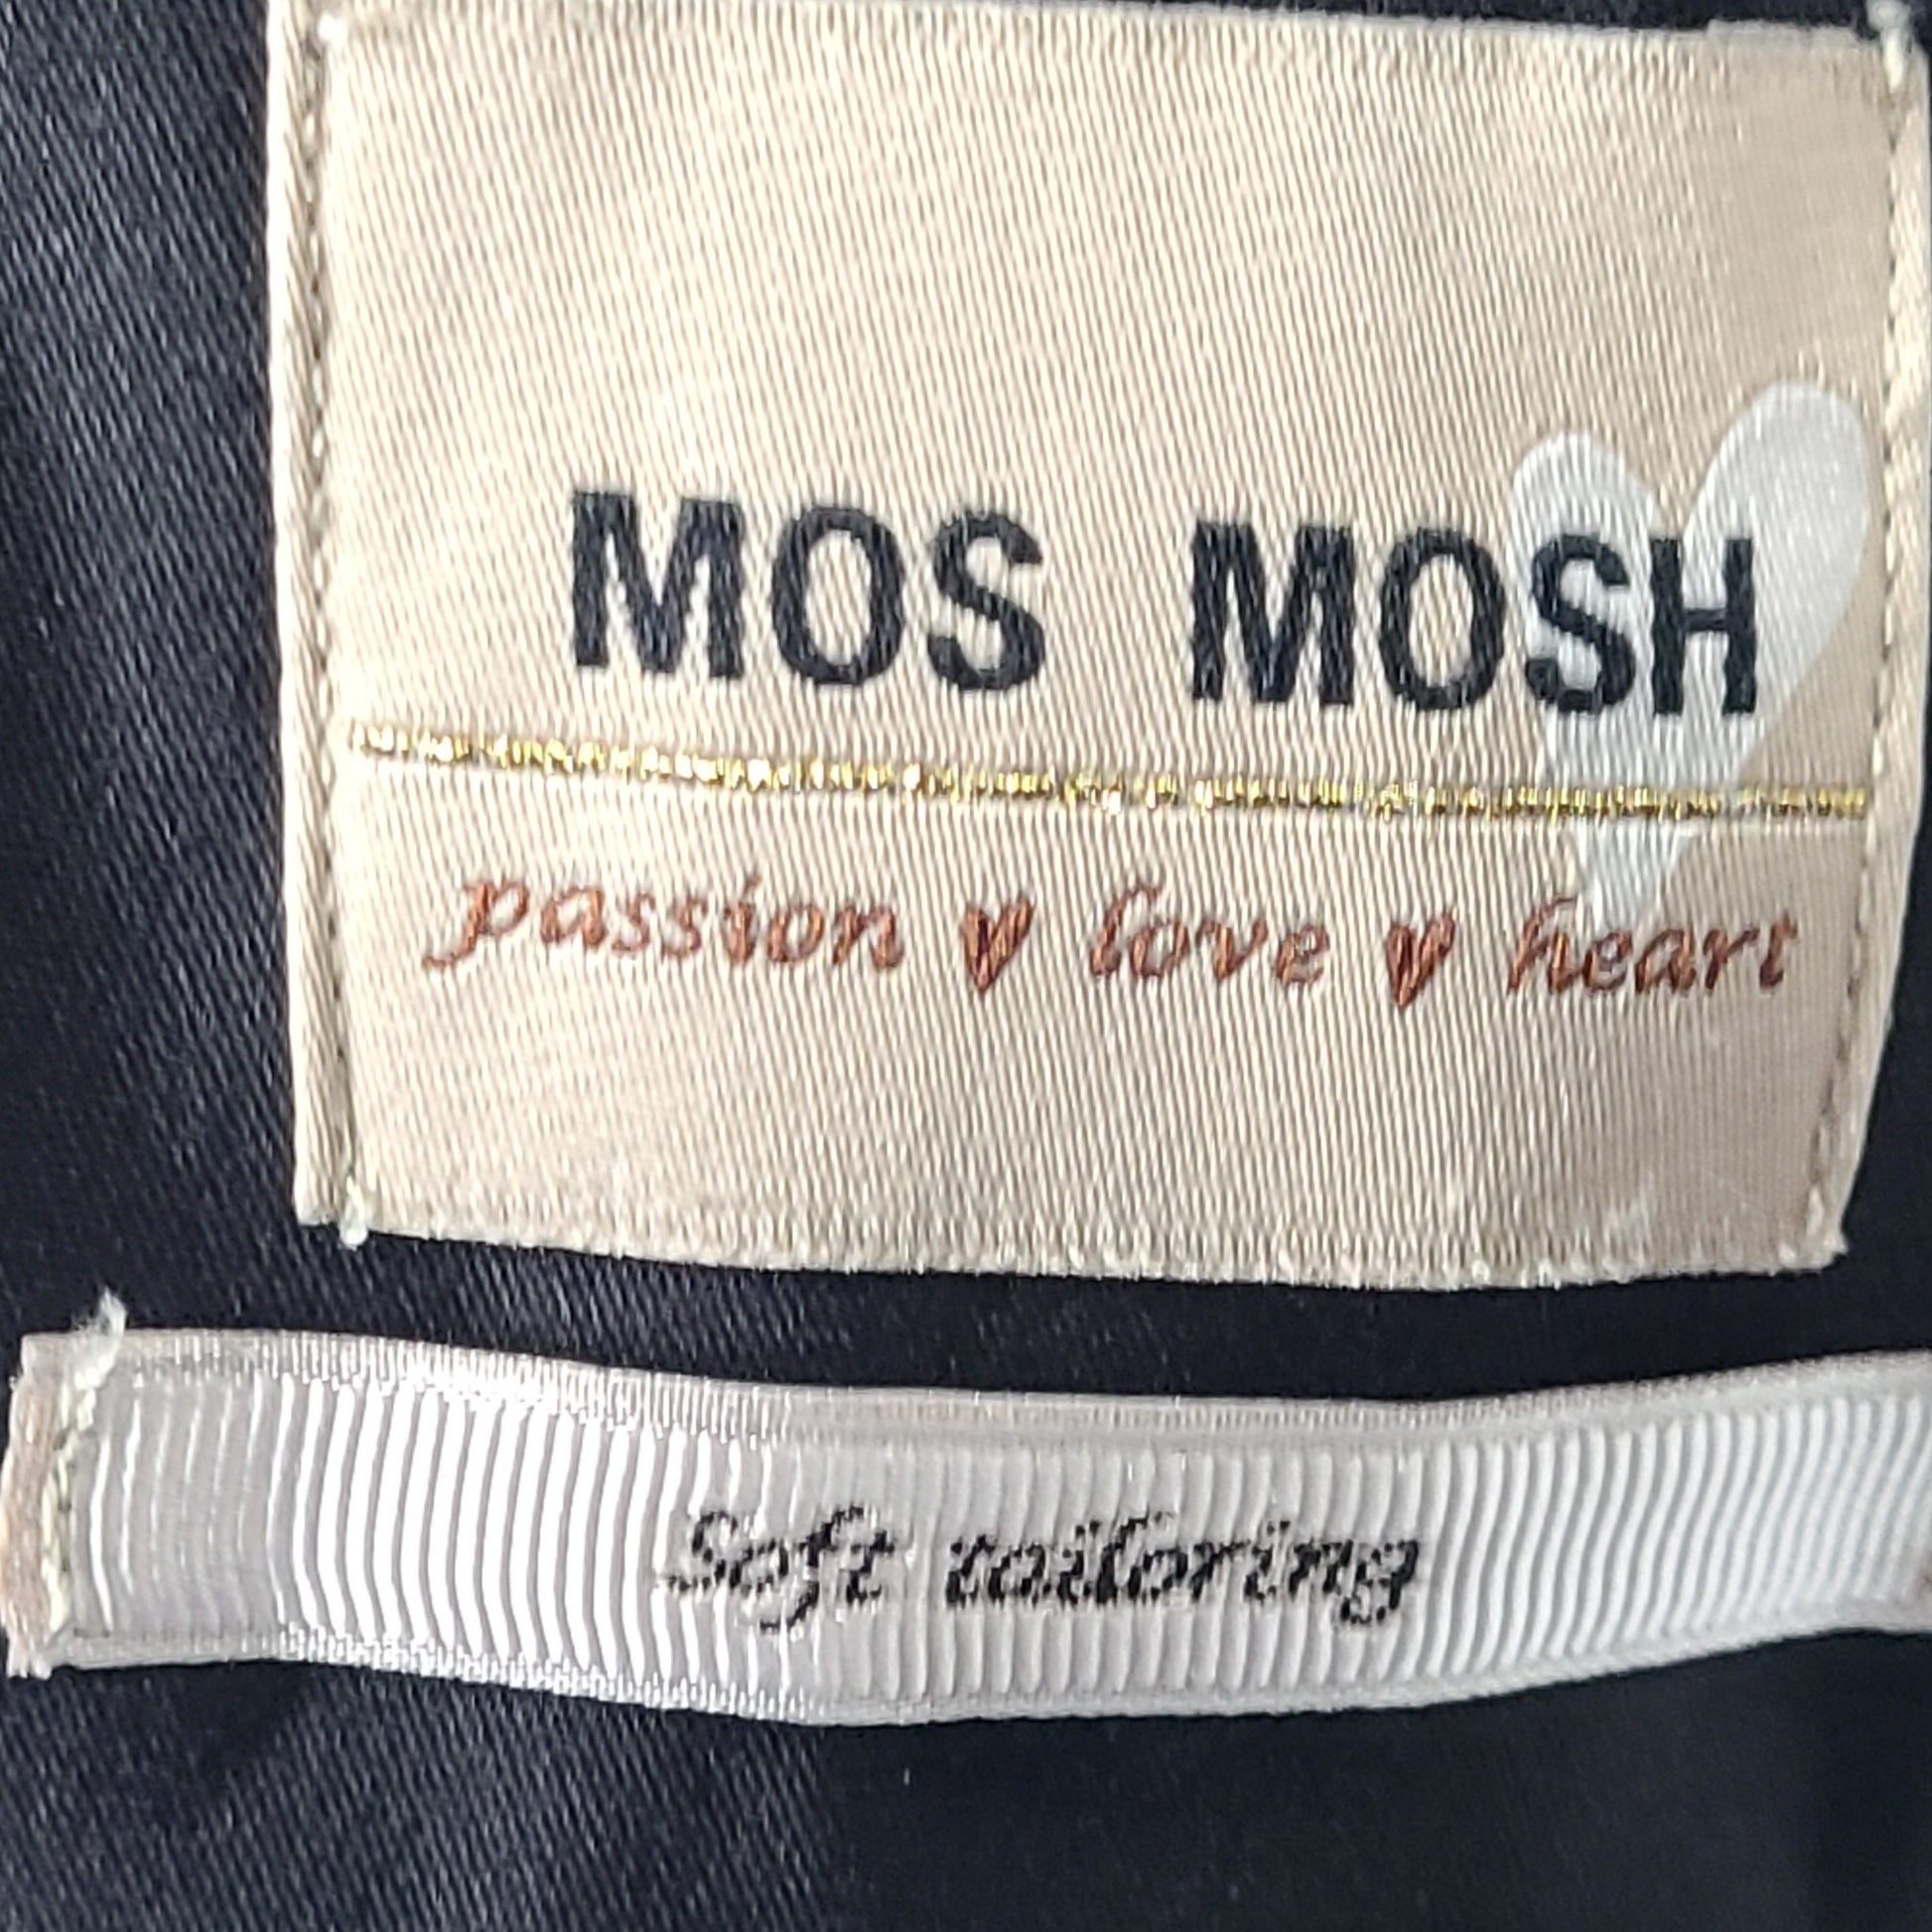 MOS MOSH
passion ♥ love ♥ heart
Soft tailoring